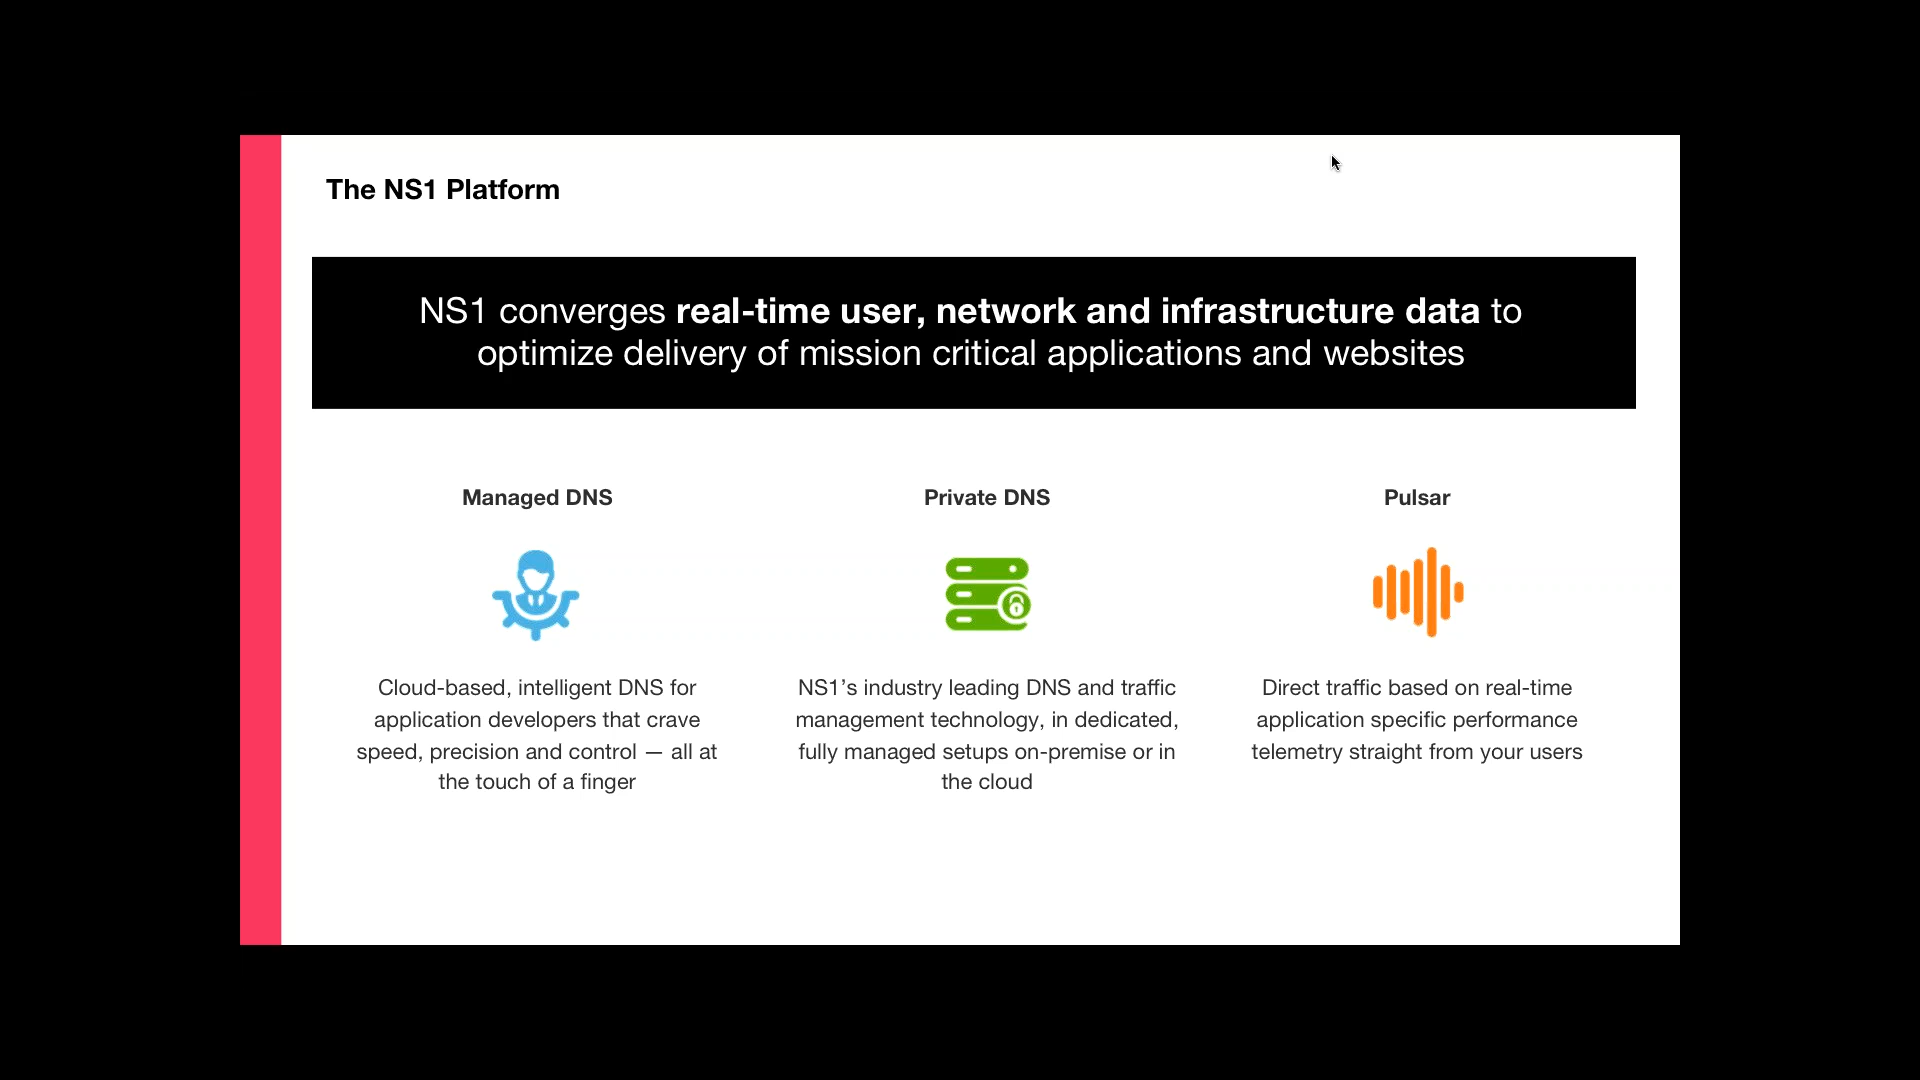 The NS1 Platform
NS1 converges real-time user, network and infrastructure data to
optimize delivery of mission critical applications and websites
Managed DNS
Cloud-based, intelligent DNS for
application developers that crave
speed, precision and control — all at
the touch of a finger
Private DNS
NS1’s industry leading DNS and traffic
management technology, in dedicated,
fully managed setups on-premise or in
the cloud
Pulsar
Direct traffic based on real-time
application specific performance
telemetry straight from your users